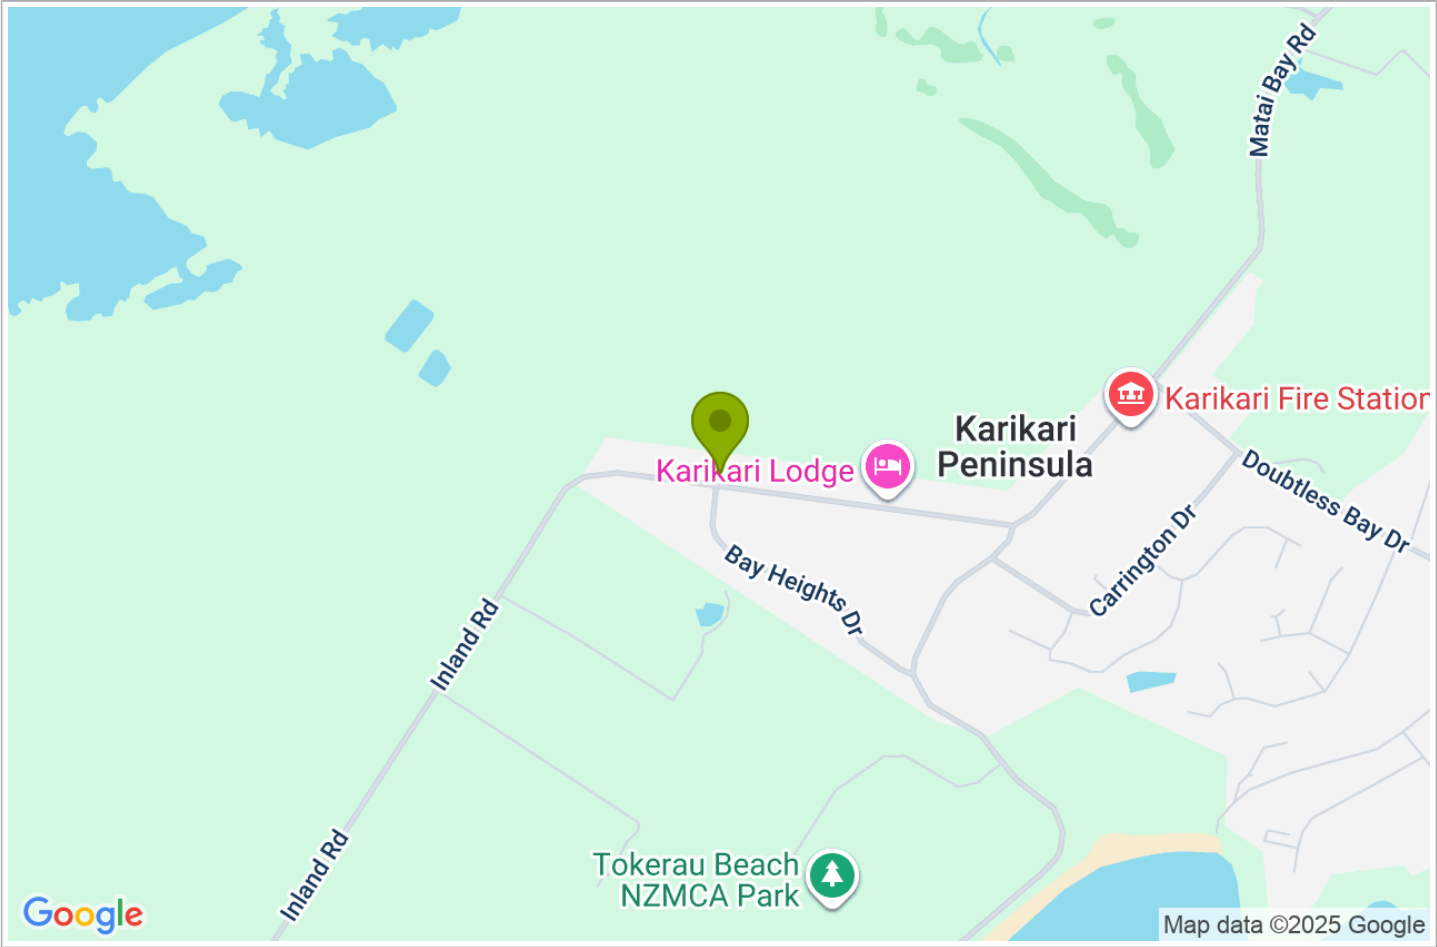 Matai Bay Rd
Karikari Fire Station
Karikari
Peninsula
Karikari Lodge
Doubtless Bay Dr
Carrington Dr
Bay Heights Dr
Inland Rd
Inland Rd
Tokerau Beach
NZMCA Park
Google
Map data ©2025 Google